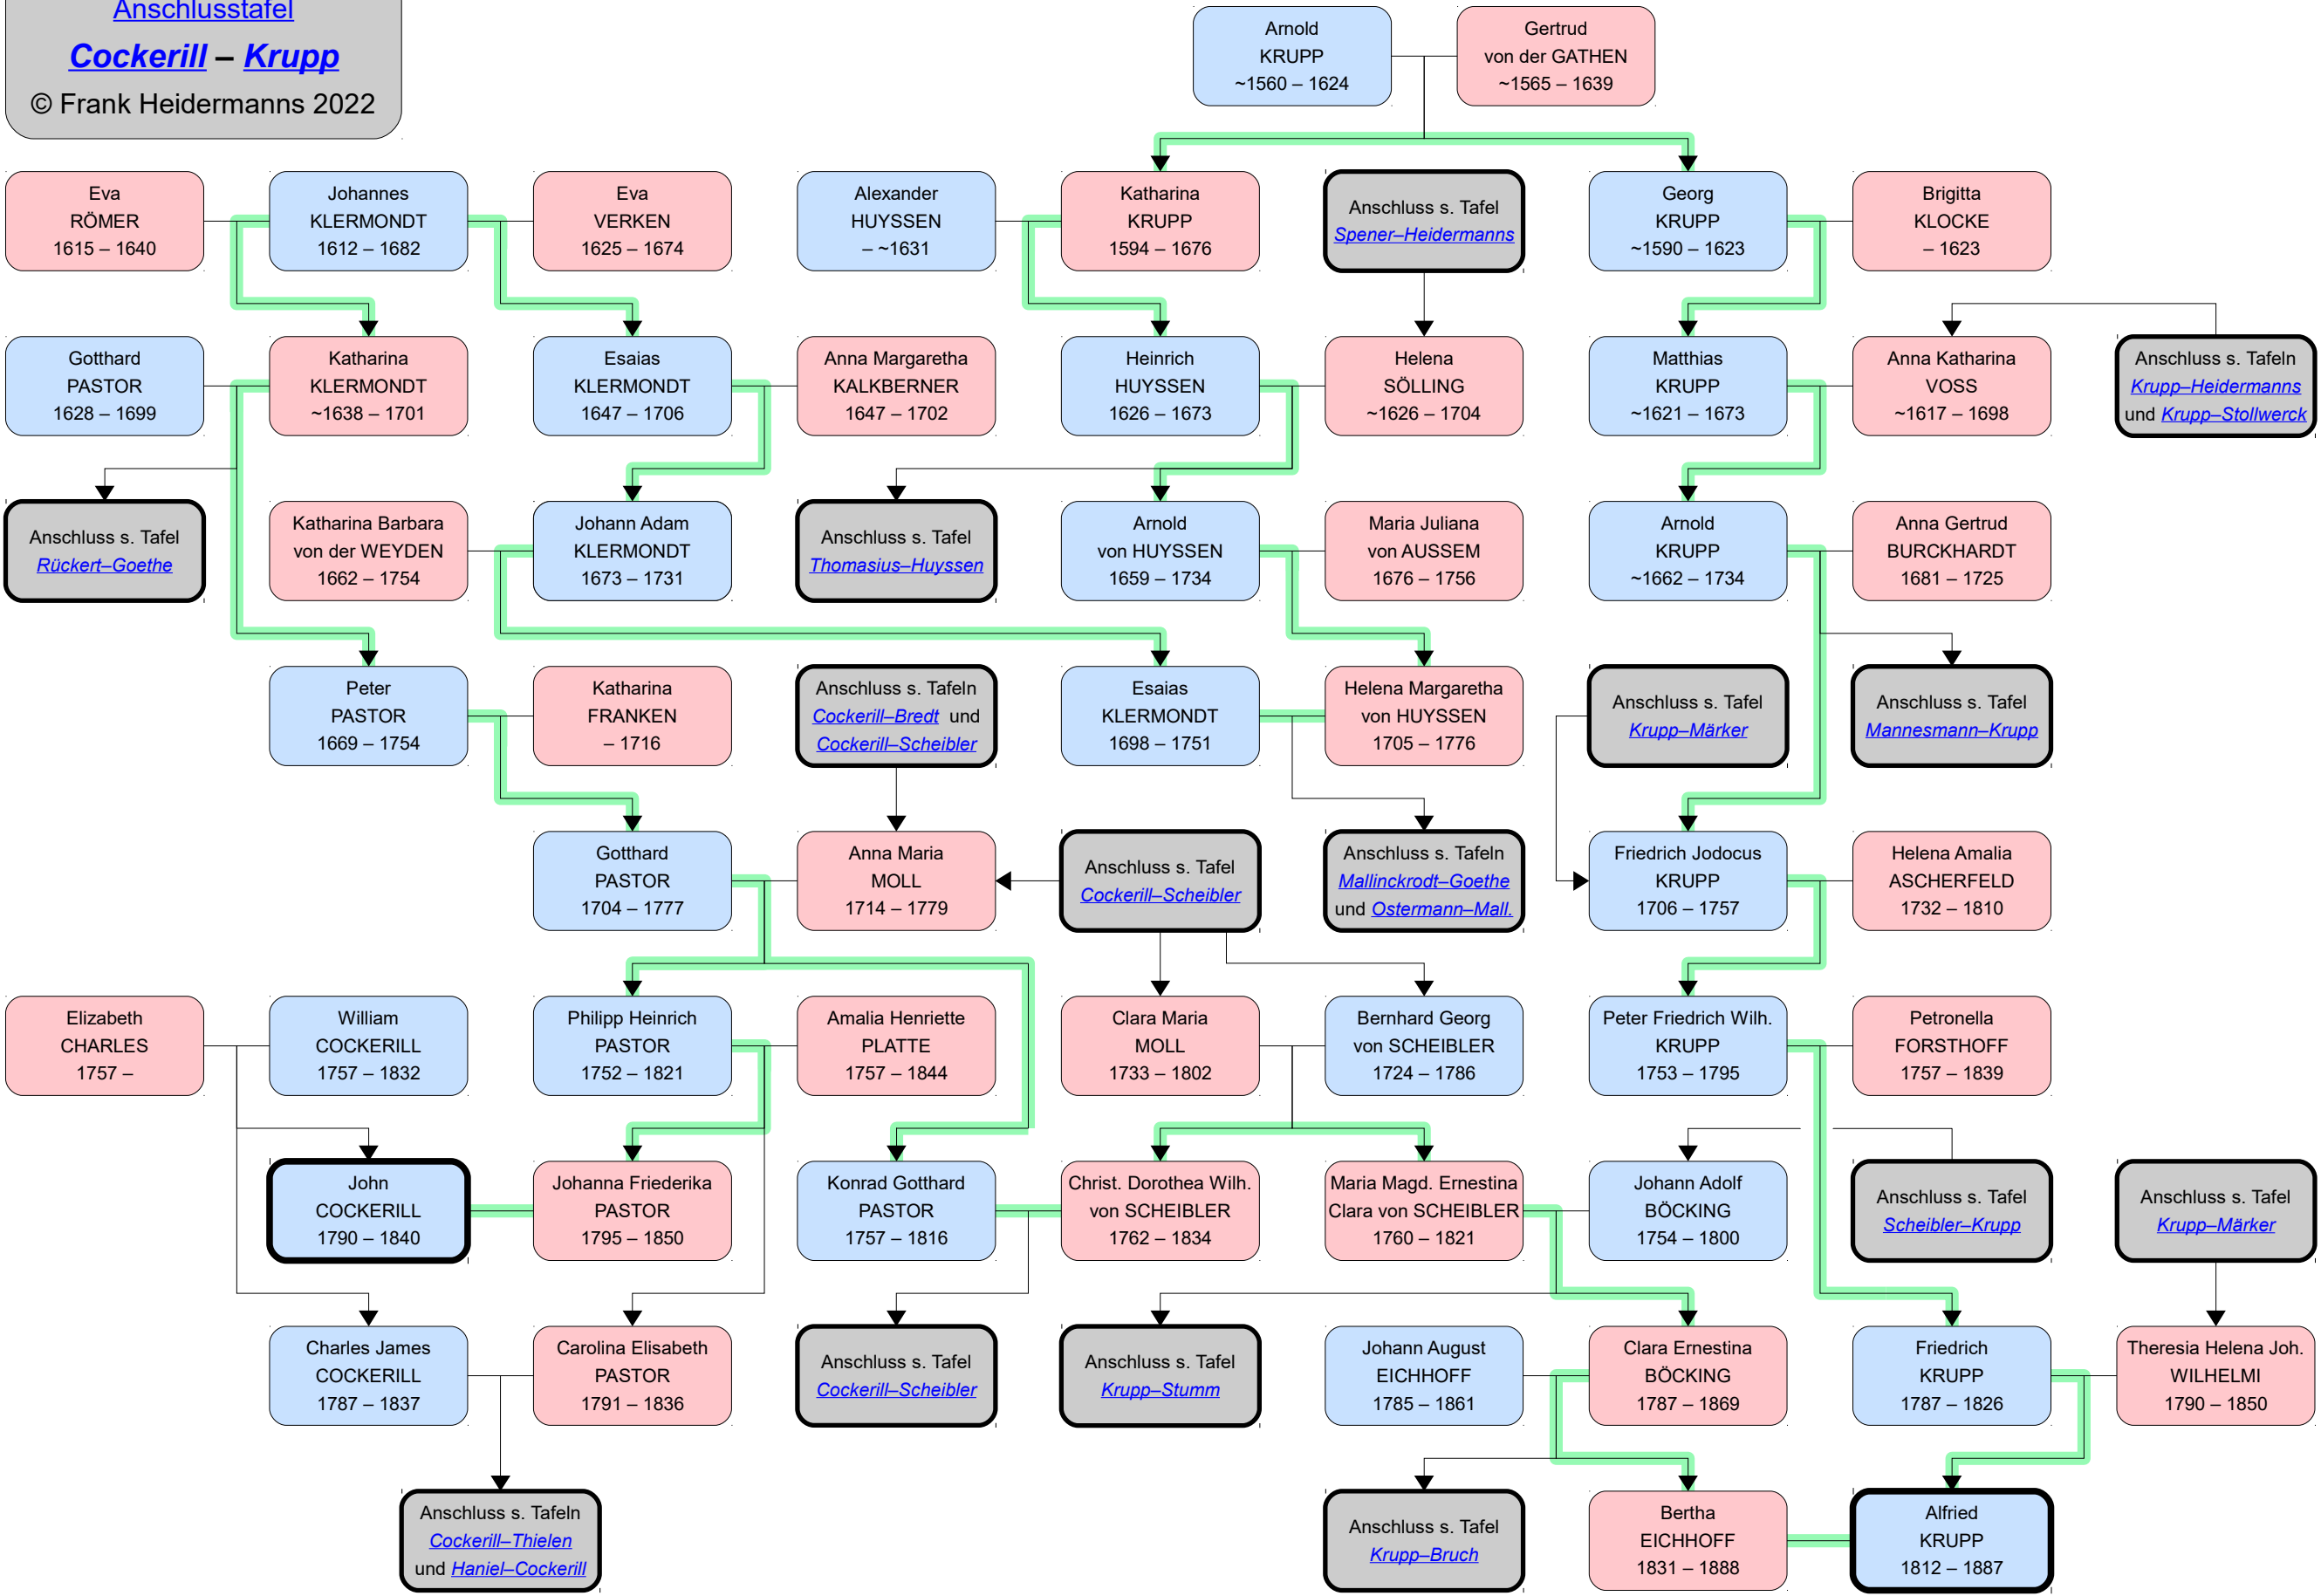 Anschlusstafel
Cockerill – Krupp
© Frank Heidermanns 2022
Arnold
KRUPP
~1560 – 1624
Gertrud
von der GATHEN
~1565 – 1639
Eva
RÖMER
1615 – 1640
Johannes
KLERMONDT
1612 – 1682
Eva
VERKEN
1625 – 1674
Alexander
HUYSSEN
– ~1631
Katharina
KRUPP
1594 – 1676
Anschluss s. Tafel
Spener–Heidermanns
Georg
KRUPP
~1590 – 1623
Brigitta
KLOCKE
– 1623
Gotthard
PASTOR
1628 – 1699
Katharina
KLERMONDT
~1638 – 1701
Esaias
KLERMONDT
1647 – 1706
Anna Margaretha
KALKBERNER
1647 – 1702
Heinrich
HUYSSEN
1626 – 1673
Helena
SÖLLING
~1626 – 1704
Matthias
KRUPP
~1621 – 1673
Anna Katharina
VOSS
~1617 – 1698
Anschluss s. Tafeln
Krupp–Heidermanns
und Krupp–Stollwerck
Anschluss s. Tafel
Rückert–Goethe
Katharina Barbara
von der WEYDEN
1662 – 1754
Johann Adam
KLERMONDT
1673 – 1731
Anschluss s. Tafel
Thomasius–Huyssen
Arnold
von HUYSSEN
1659 – 1734
Maria Juliana
von AUSSEM
1676 – 1756
Arnold
KRUPP
~1662 – 1734
Anna Gertrud
BURCKHARDT
1681 – 1725
Peter
PASTOR
1669 – 1754
Katharina
FRANKEN
– 1716
Anschluss s. Tafeln
Cockerill–Bredt und
Cockerill–Scheibler
Esaias
KLERMONDT
1698 – 1751
Helena Margaretha
von HUYSSEN
1705 – 1776
Anschluss s. Tafel
Krupp–Märker
Anschluss s. Tafel
Mannesmann–Krupp
Gotthard
PASTOR
1704 – 1777
Anna Maria
MOLL
1714 – 1779
Anschluss s. Tafel
Cockerill–Scheibler
Anschluss s. Tafeln
Mallinckrodt–Goethe
und Ostermann–Mall.
Friedrich Jodocus
KRUPP
1706 – 1757
Helena Amalia
ASCHERFELD
1732 – 1810
Elizabeth
CHARLES
1757 –
William
COCKERILL
1757 – 1832
Philipp Heinrich
PASTOR
1752 – 1821
Amalia Henriette
PLATTE
1757 – 1844
Clara Maria
MOLL
1733 – 1802
Bernhard Georg
von SCHEIBLER
1724 – 1786
Peter Friedrich Wilh.
KRUPP
1753 – 1795
Petronella
FORSTHOFF
1757 – 1839
John
COCKERILL
1790 – 1840
Johanna Friederika
PASTOR
1795 – 1850
Konrad Gotthard
PASTOR
1757 – 1816
Christ. Dorothea Wilh.
von SCHEIBLER
1762 – 1834
Maria Magd. Ernestina
Clara von SCHEIBLER
1760 – 1821
Johann Adolf
BÖCKING
1754 – 1800
Anschluss s. Tafel
Scheibler–Krupp
Anschluss s. Tafel
Krupp–Märker
Charles James
COCKERILL
1787 – 1837
Carolina Elisabeth
PASTOR
1791 – 1836
Anschluss s. Tafel
Cockerill–Scheibler
Anschluss s. Tafel
Krupp–Stumm
Johann August
EICHHOFF
1785 – 1861
Clara Ernestina
BÖCKING
1787 – 1869
Friedrich
KRUPP
1787 – 1826
Theresia Helena Joh.
WILHELMI
1790 – 1850
Anschluss s. Tafeln
Cockerill–Thielen
und Haniel–Cockerill
Anschluss s. Tafel
Krupp–Bruch
Bertha
EICHHOFF
1831 – 1888
Alfried
KRUPP
1812 – 1887